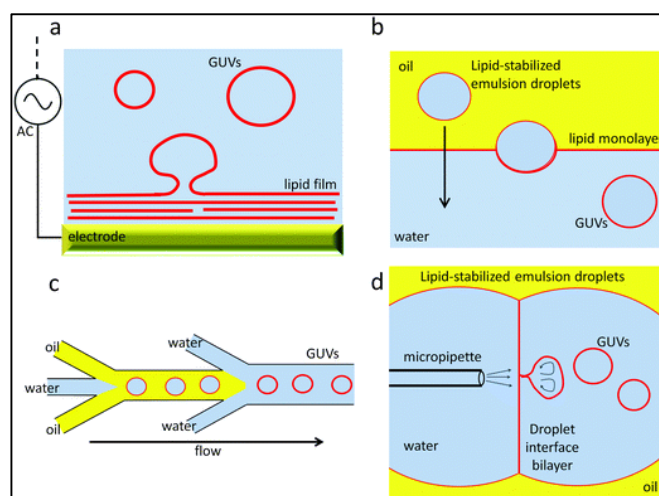 a
GUVs
AC
lipid film
electrode
b
oil
Lipid-stabilized
emulsion droplets
lipid monolaye
GUVs
water
c
oil
water
GUVs
water
oil
water
flow
d
Lipid-stabilized emulsion droplets
GUVs
micropipette
water
Droplet
interface
bilayer
oil